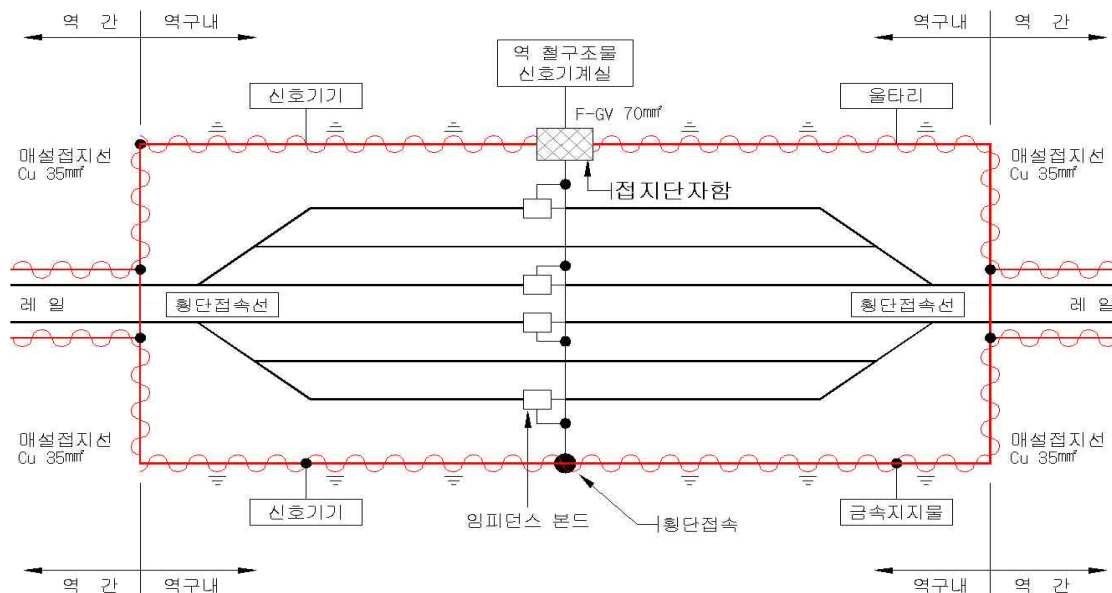 역 간
역구내
역구내
역 간
역 철구조물
신호기계실
신호기기
F-GV 70㎟
울타리
매설접지선
Cu 35㎟
매설접지선
Cu 35㎟
접지단자함
레 일
횡단접속선
횡단접속선
레 일
매설접지선
Cu 35㎟
매설접지선
Cu 35㎟
신호기기
임피던스 본드
횡단접속
금속지지물
역 간
역구내
역구내
역 간